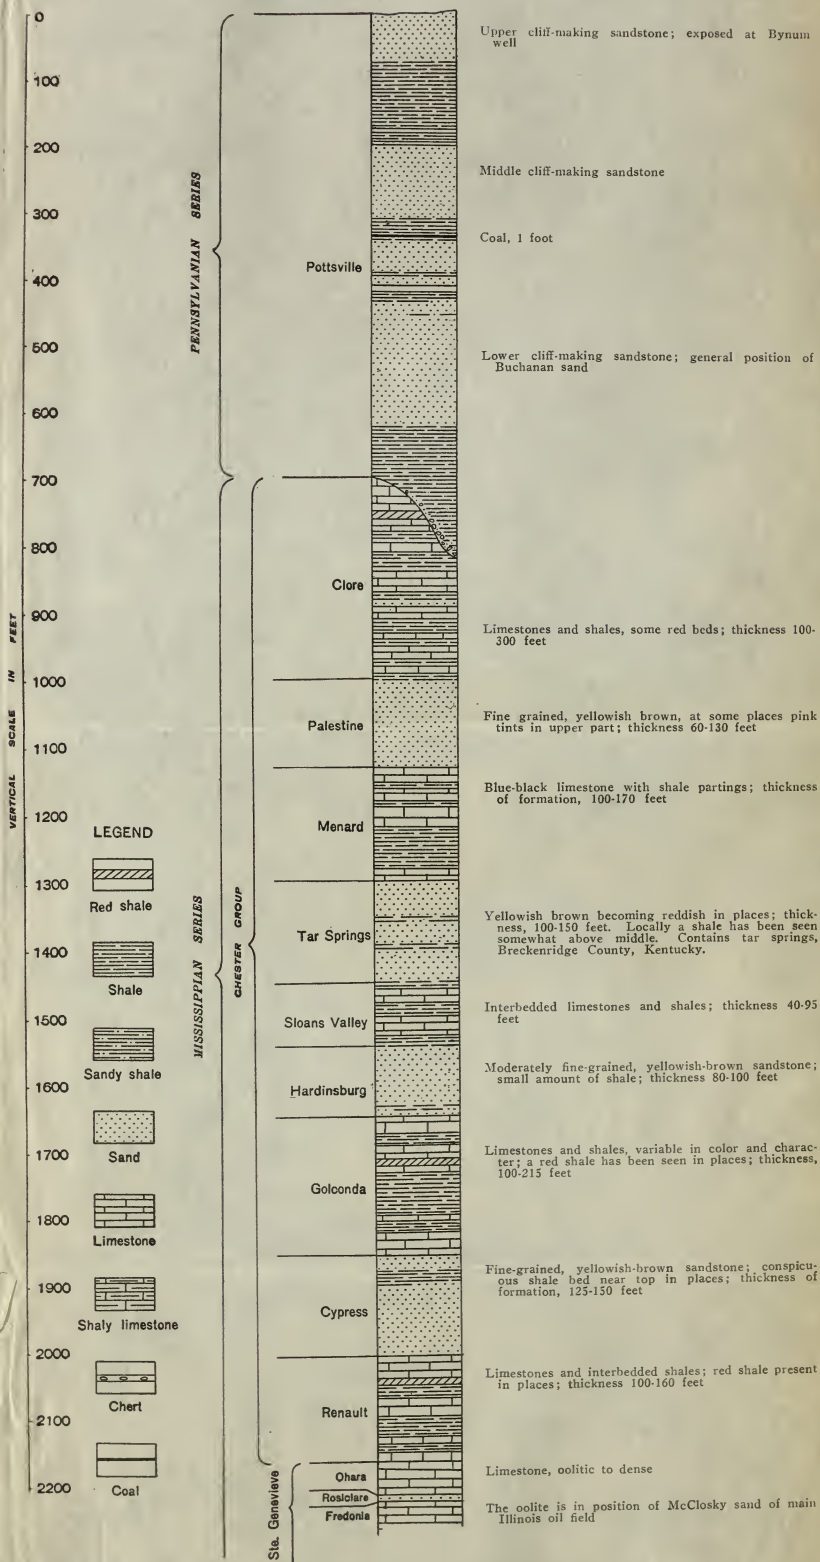 0
100
200
300
400
500
600
700
800
900
1000
1100
1200
1300
1400
1500
1600
1700
1800
1900
2000
2100
2200
VERTICAL SCALE IN FEET
PENNSYLVANIAN SERIES
MISSISSIPPIAN SERIES
CHESTER GROUP
Ste. Genevieve
LEGEND
Red shale
Shale
Sandy shale
Sand
Limestone
Shaly limestone
Chert
Coal
Pottsville
Clore
Palestine
Menard
Tar Springs
Sloans Valley
Hardinsburg
Golconda
Cypress
Renault
Ohara
Rosiclare
Fredonia
Upper cliff-making sandstone; exposed at Bynum
well
Middle cliff-making sandstone
Coal, 1 foot
Lower cliff-making sandstone; general position of
Buchanan sand
Limestones and shales, some red beds; thickness 100-
300 feet
Fine grained, yellowish brown, at some places pink
tints in upper part; thickness 60-130 feet
Blue-black limestone with shale partings; thickness
of formation, 100-170 feet
Yellowish brown becoming reddish in places; thick-
ness, 100-150 feet. Locally a shale has been seen
somewhat above middle. Contains tar springs,
Breckenridge County, Kentucky.
Interbedded limestones and shales; thickness 40-95
feet
Moderately fine-grained, yellowish-brown sandstone;
small amount of shale; thickness 80-100 feet
Limestones and shales, variable in color and charac-
ter; a red shale has been seen in places; thickness,
100-215 feet
Fine-grained, yellowish-brown sandstone; conspicu-
ous shale bed near top in places; thickness of
formation, 125-150 feet
Limestones and interbedded shales; red shale present
in places; thickness 100-160 feet
Limestone, oolitic to dense
The oolite is in position of McClosky sand of main
Illinois oil field